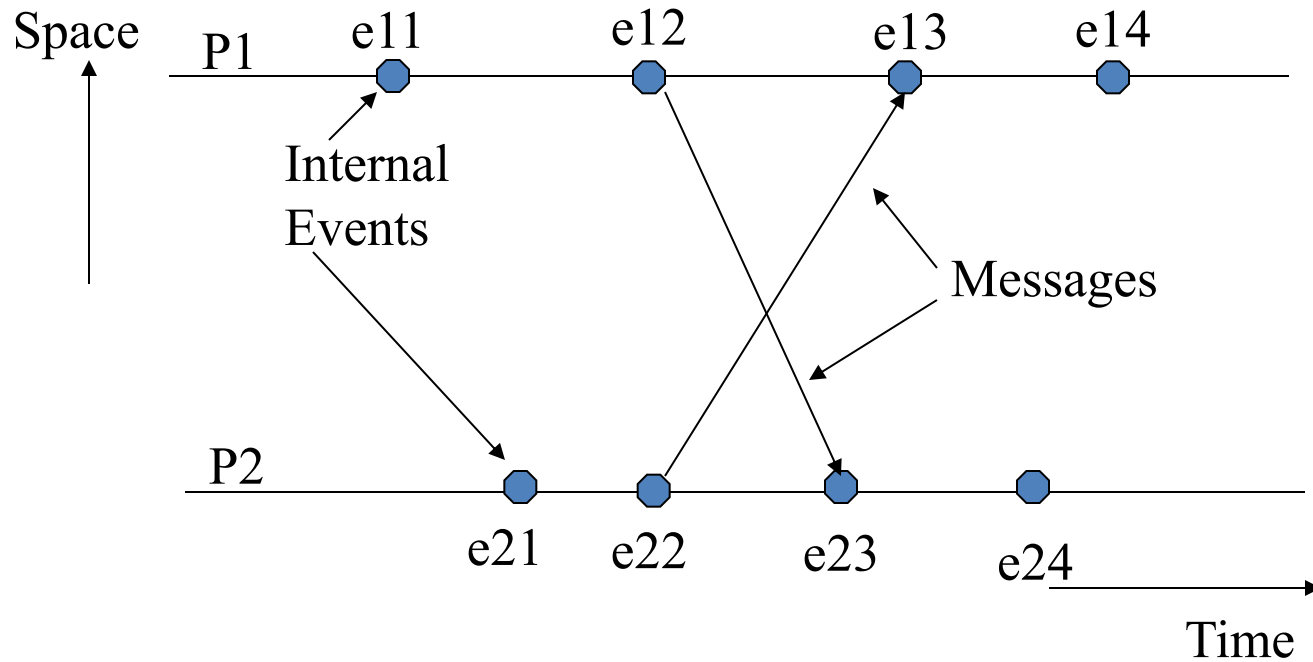 Space
P1
e11
e12
e13
e14
Internal
Events
Messages
P2
e21
e22
e23
e24
Time